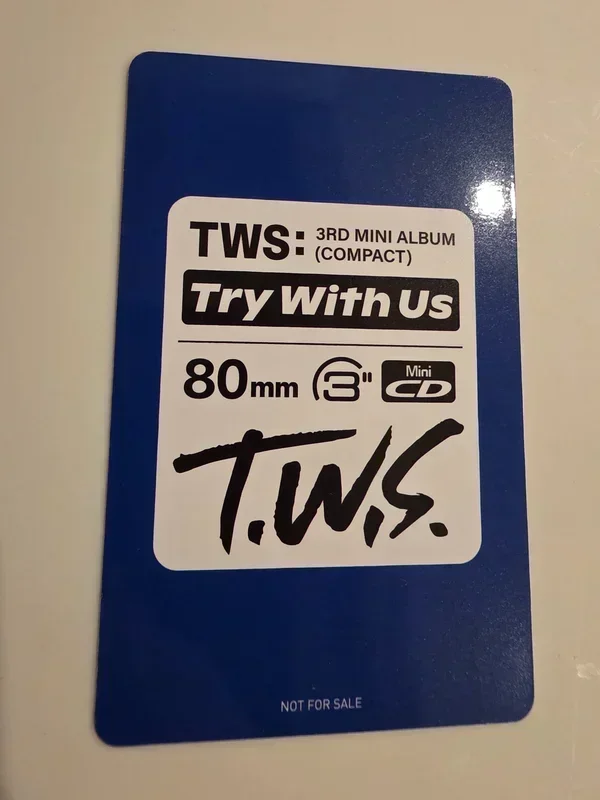 TWS: 3RD MINI ALBUM
(COMPACT)
Try With Us
80mm 3" Mini CD
T.W.S.
NOT FOR SALE